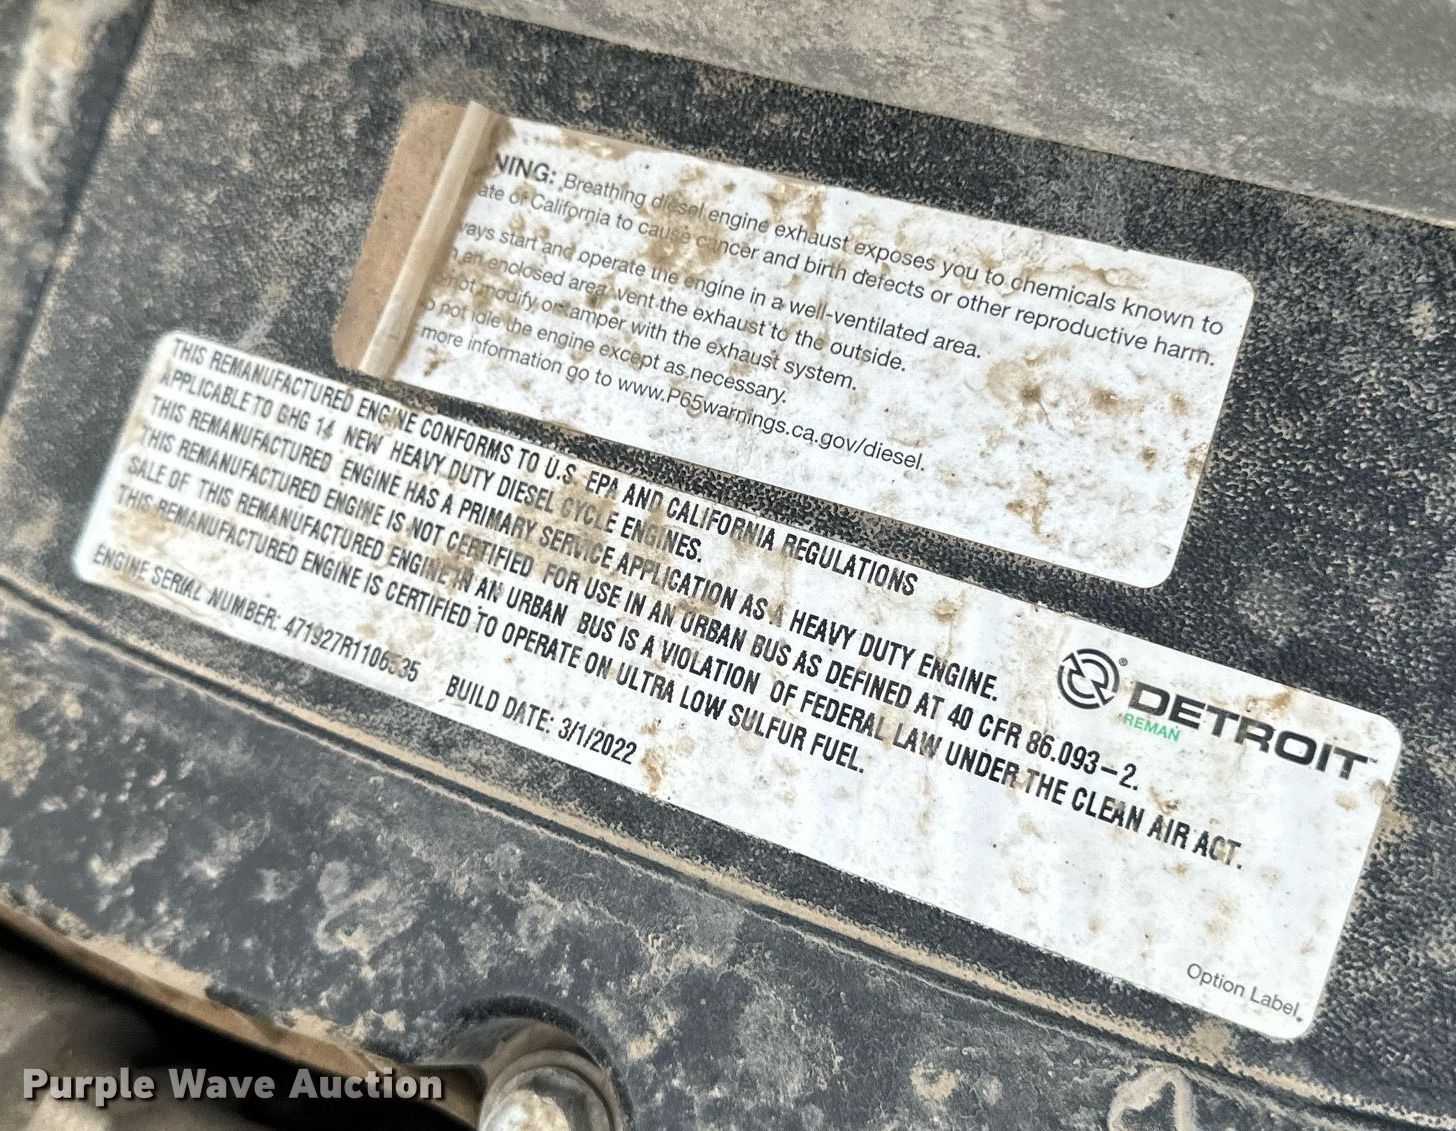 NING: Breathing diesel engine exhaust exposes you to chemicals known to
ate of California to cause cancer and birth defects or other reproductive harm.
ays start and operate the engine in a well-ventilated area.
an enclosed area, vent the exhaust to the outside.
not modify or tamper with the exhaust system.
o not idle the engine except as necessary.
more information go to www.P65warnings.ca.gov/diesel.
THIS REMANUFACTURED ENGINE CONFORMS TO U.S. EPA AND CALIFORNIA REGULATIONS
APPLICABLE TO GHG 14 NEW HEAVY DUTY DIESEL CYCLE ENGINES.
THIS REMANUFACTURED ENGINE HAS A PRIMARY SERVICE APPLICATION AS A HEAVY DUTY ENGINE.
THIS REMANUFACTURED ENGINE IS NOT CERTIFIED FOR USE IN AN URBAN BUS AS DEFINED AT 40 CFR 86.093-2.
SALE OF THIS REMANUFACTURED ENGINE IN AN URBAN BUS IS A VIOLATION OF FEDERAL LAW UNDER THE CLEAN AIR ACT.
THIS REMANUFACTURED ENGINE IS CERTIFIED TO OPERATE ON ULTRA LOW SULFUR FUEL.
ENGINE SERIAL NUMBER: BUILD DATE: 3/1/2022
DETROIT™
REMAN
Option Label.
Purple Wave Auction